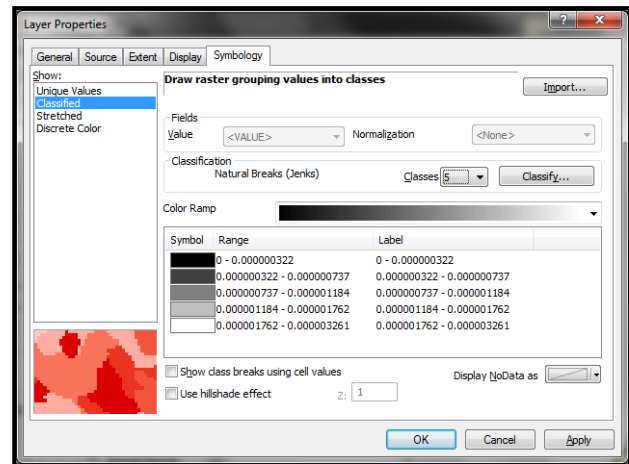 Layer Properties
General Source Extent Display Symbology
Show:
Unique Values
Classified
Stretched
Discrete Color
Draw raster grouping values into classes
Import...
Fields
Value <VALUE> Normalization <None>
Classification
Natural Breaks (Jenks) Classes 5 Classify...
Color Ramp
Symbol Range Label
0 - 0.000000322 0 - 0.000000322
0.000000322 - 0.000000737 0.000000322 - 0.000000737
0.000000737 - 0.000001184 0.000000737 - 0.000001184
0.000001184 - 0.000001762 0.000001184 - 0.000001762
0.000001762 - 0.000003261 0.000001762 - 0.000003261
Show class breaks using cell values
Display NoData as
Use hillshade effect Z: 1
OK Cancel Apply